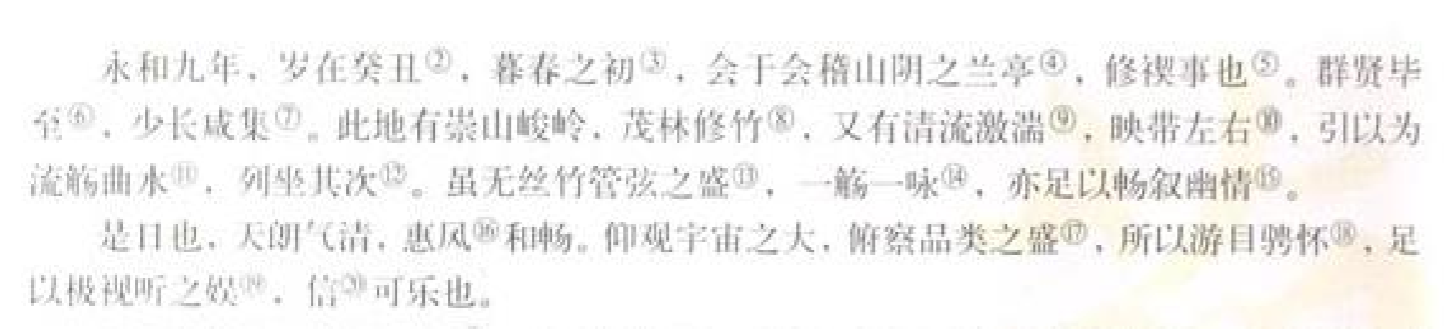 永和九年，岁在癸丑②，暮春之初③，会于会稽山阴之兰亭④，修禊事也⑤。群贤毕
至⑥，少长咸集⑦。此地有崇山峻岭，茂林修竹⑧，又有清流激湍⑨，映带左右⑩，引以为
流觞曲水⑪，列坐其次⑫。虽无丝竹管弦之盛⑬，一觞一咏⑭，亦足以畅叙幽情⑮。
是日也，天朗气清，惠风⑯和畅。仰观宇宙之大，俯察品类之盛⑰，所以游目骋怀⑱，足
以极视听之娱⑲，信⑳可乐也。